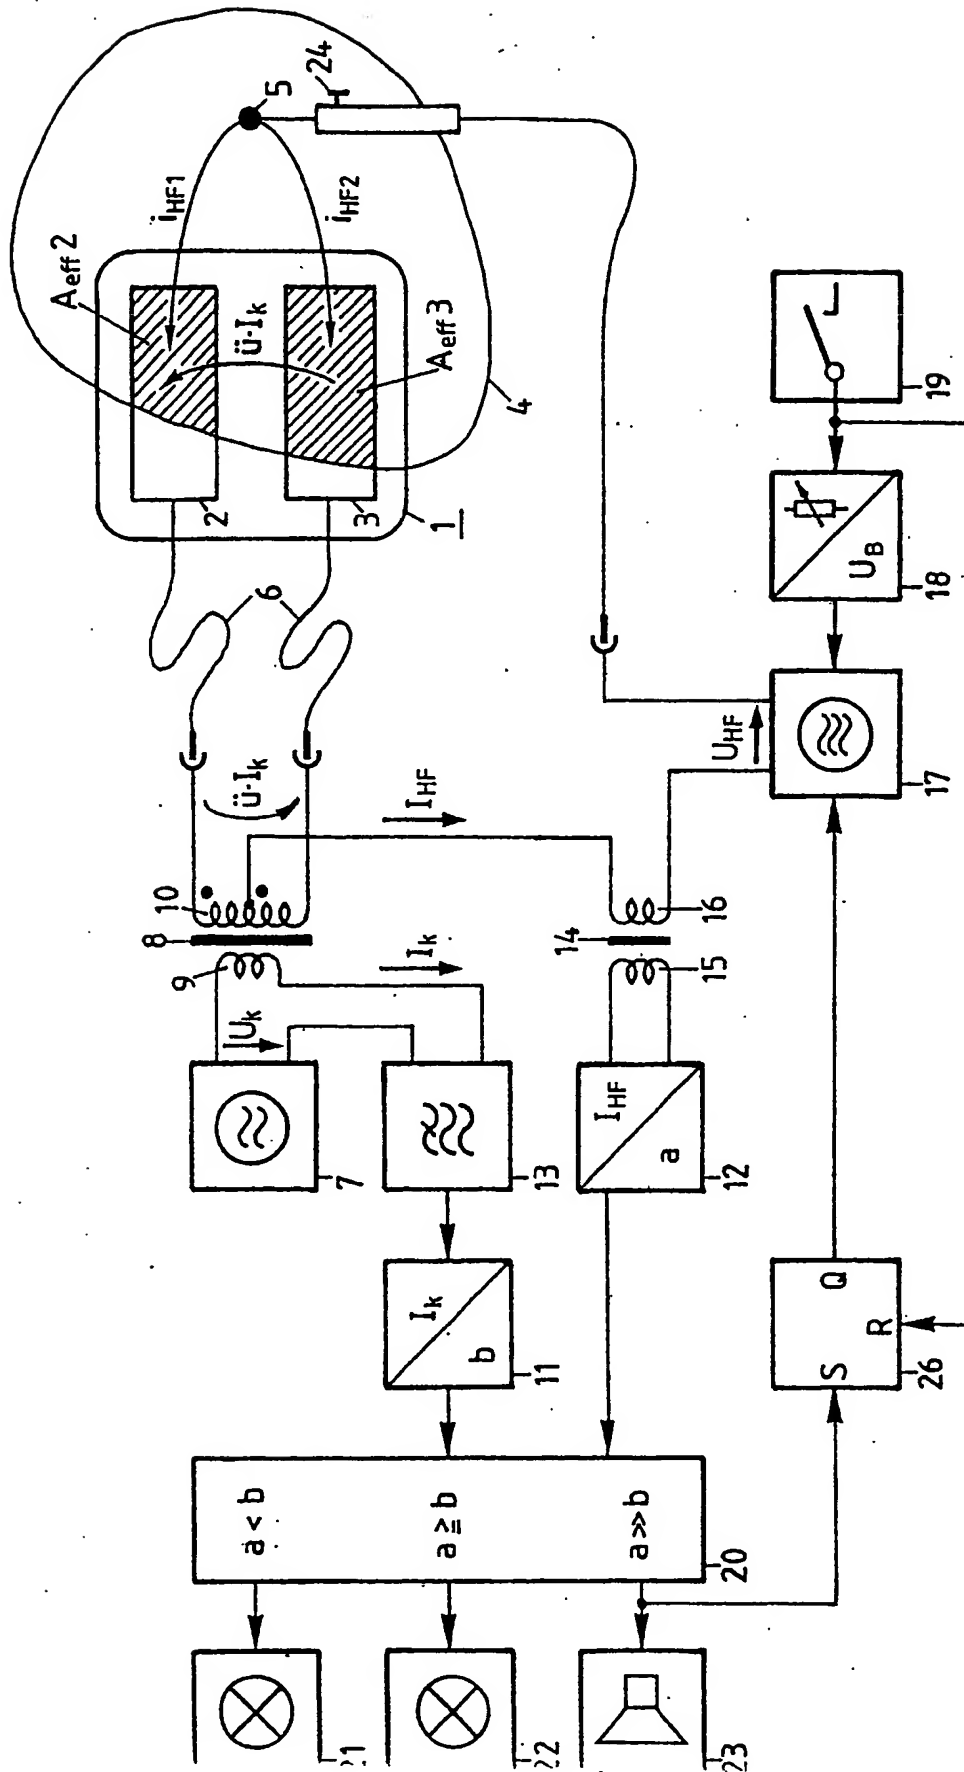 a < b
a ≧ b
a ≫ b
20
21
22
23
I_k
b
11
U_k
7
13
I_k
I_HF
a
12
9
8
10
14
15
16
ü·I_k
I_HF
6
2
3
1
A_eff 2
A_eff 3
ü·I_k
i_HF1
i_HF2
5
24
4
U_HF
17
U_B
18
19
S
Q
R
26